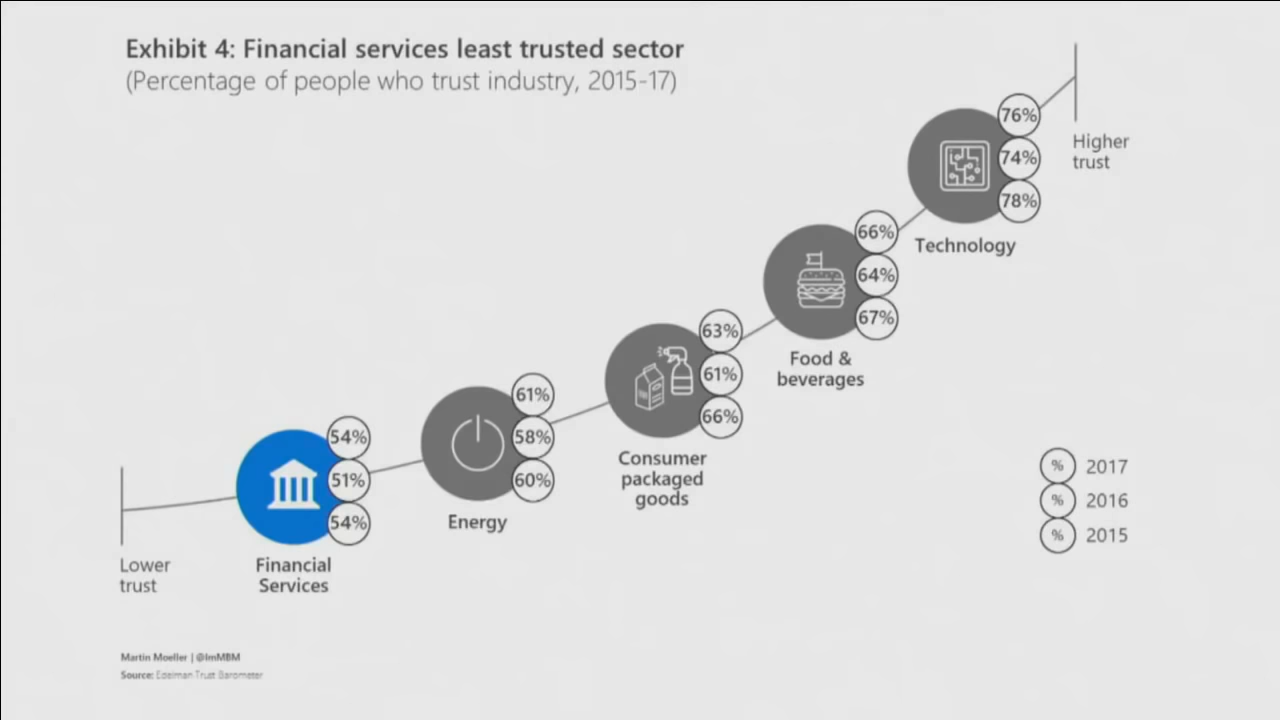 Exhibit 4: Financial services least trusted sector
(Percentage of people who trust industry, 2015-17)
76%
74%
78%
Higher
trust
Technology
66%
64%
67%
Food &
beverages
63%
61%
66%
Consumer
packaged
goods
61%
58%
60%
Energy
54%
51%
54%
Financial
Services
Lower
trust
% 2017
% 2016
% 2015
Martin Moeller | @ImMBM
Source: Edelman Trust Barometer